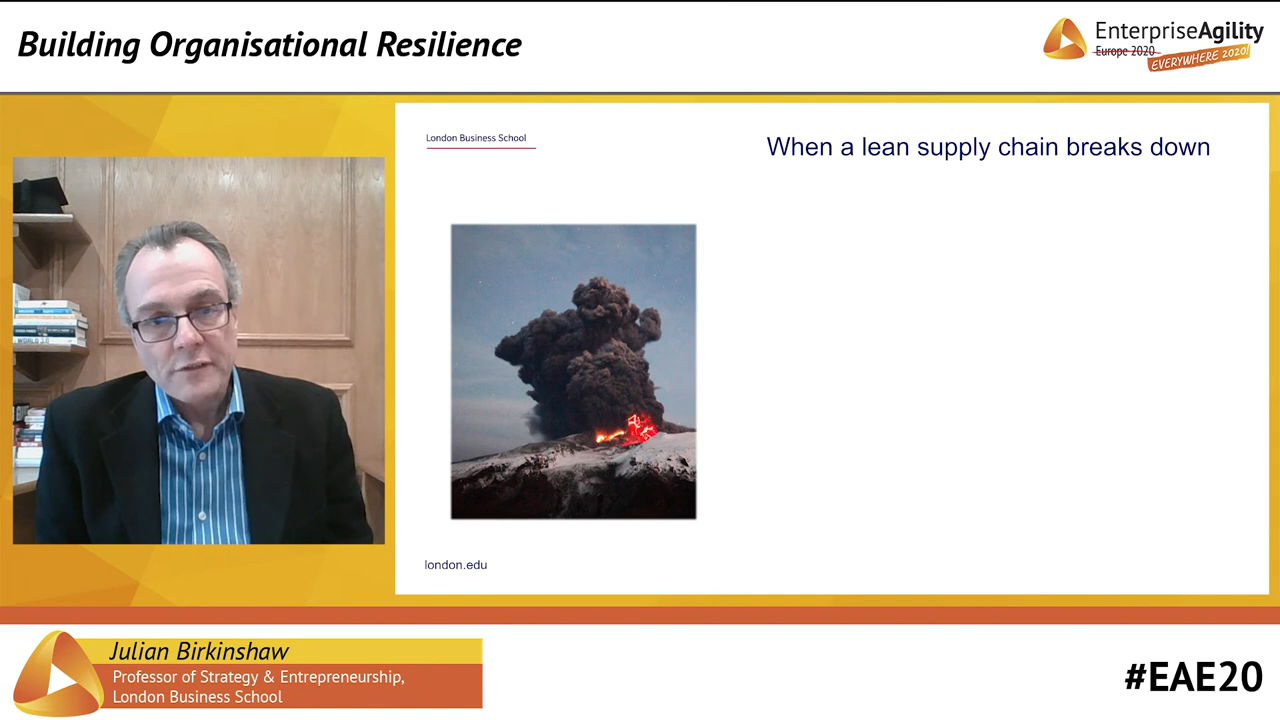 Building Organisational Resilience
EnterpriseAgility
Europe 2020
EVERYWHERE 2020!
London Business School
When a lean supply chain breaks down
london.edu
Julian Birkinshaw
Professor of Strategy & Entrepreneurship,
London Business School
#EAE20